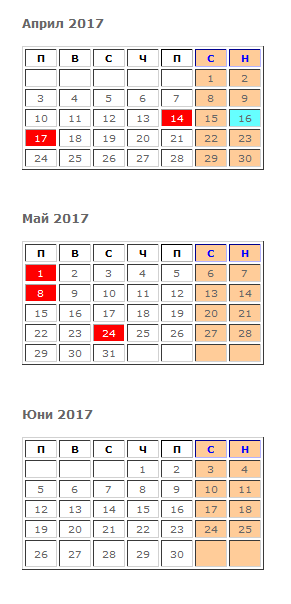 Април 2017
П В С Ч П С Н
1 2
3 4 5 6 7 8 9
10 11 12 13 14 15 16
17 18 19 20 21 22 23
24 25 26 27 28 29 30
Май 2017
П В С Ч П С Н
1 2 3 4 5 6 7
8 9 10 11 12 13 14
15 16 17 18 19 20 21
22 23 24 25 26 27 28
29 30 31
Юни 2017
П В С Ч П С Н
1 2 3 4
5 6 7 8 9 10 11
12 13 14 15 16 17 18
19 20 21 22 23 24 25
26 27 28 29 30